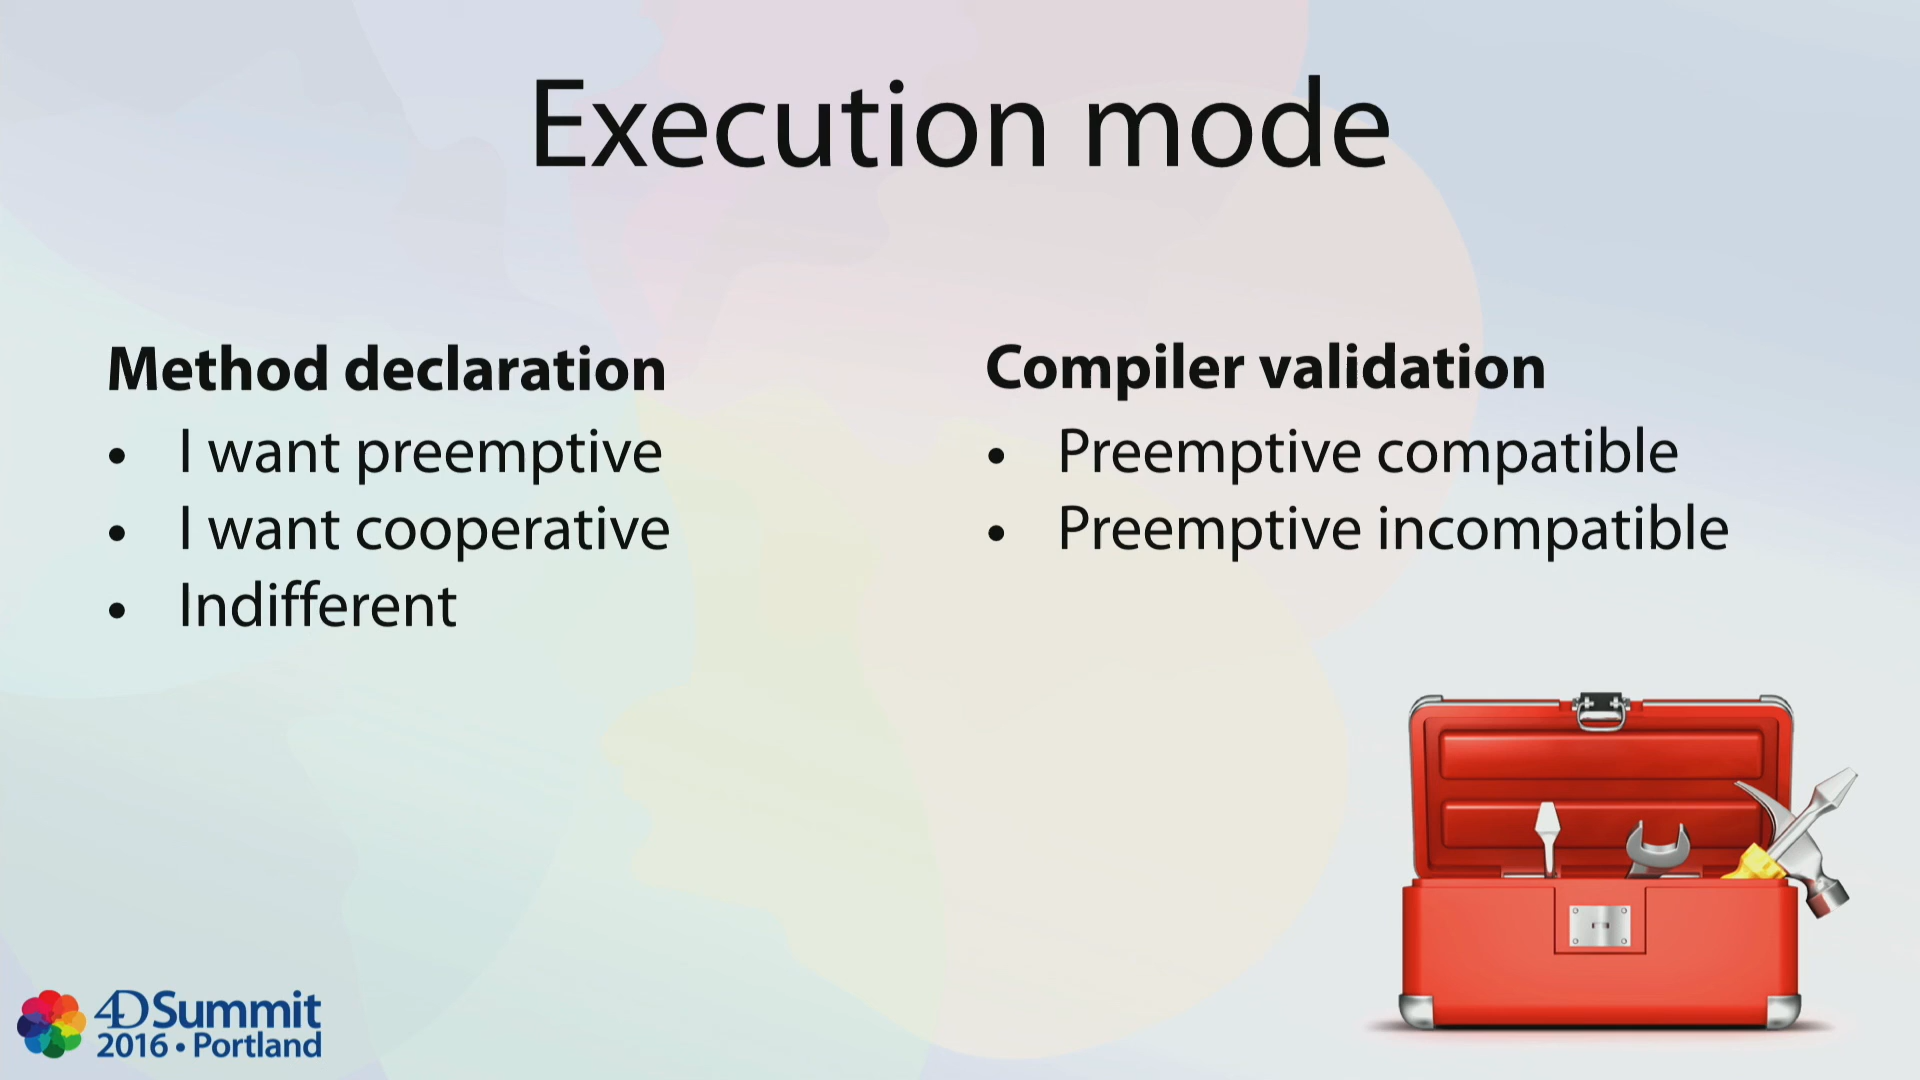 Execution mode
Method declaration
• I want preemptive
• I want cooperative
• Indifferent
Compiler validation
• Preemptive compatible
• Preemptive incompatible
4D Summit
2016 • Portland